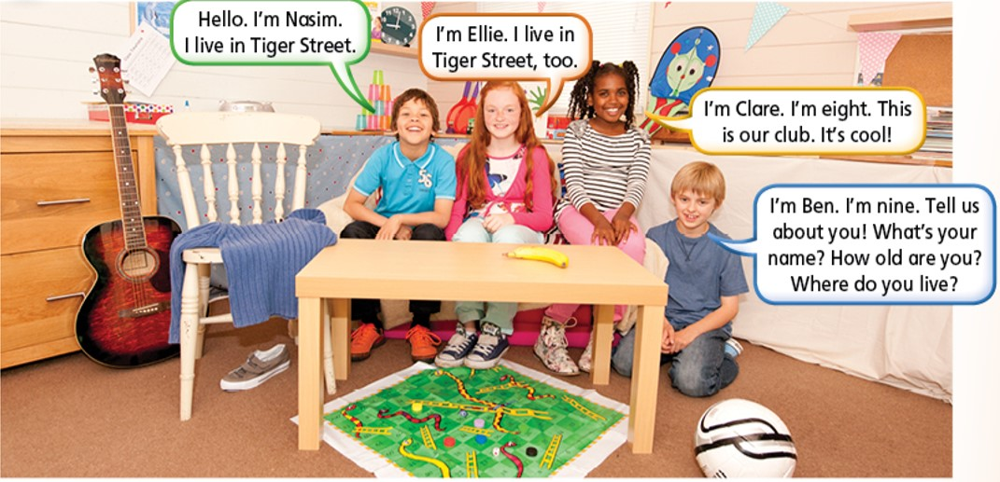 Hello. I'm Nasim.
I live in Tiger Street.
I'm Ellie. I live in
Tiger Street, too.
I'm Clare. I'm eight. This
is our club. It's cool!
I'm Ben. I'm nine. Tell us
about you! What's your
name? How old are you?
Where do you live?
56